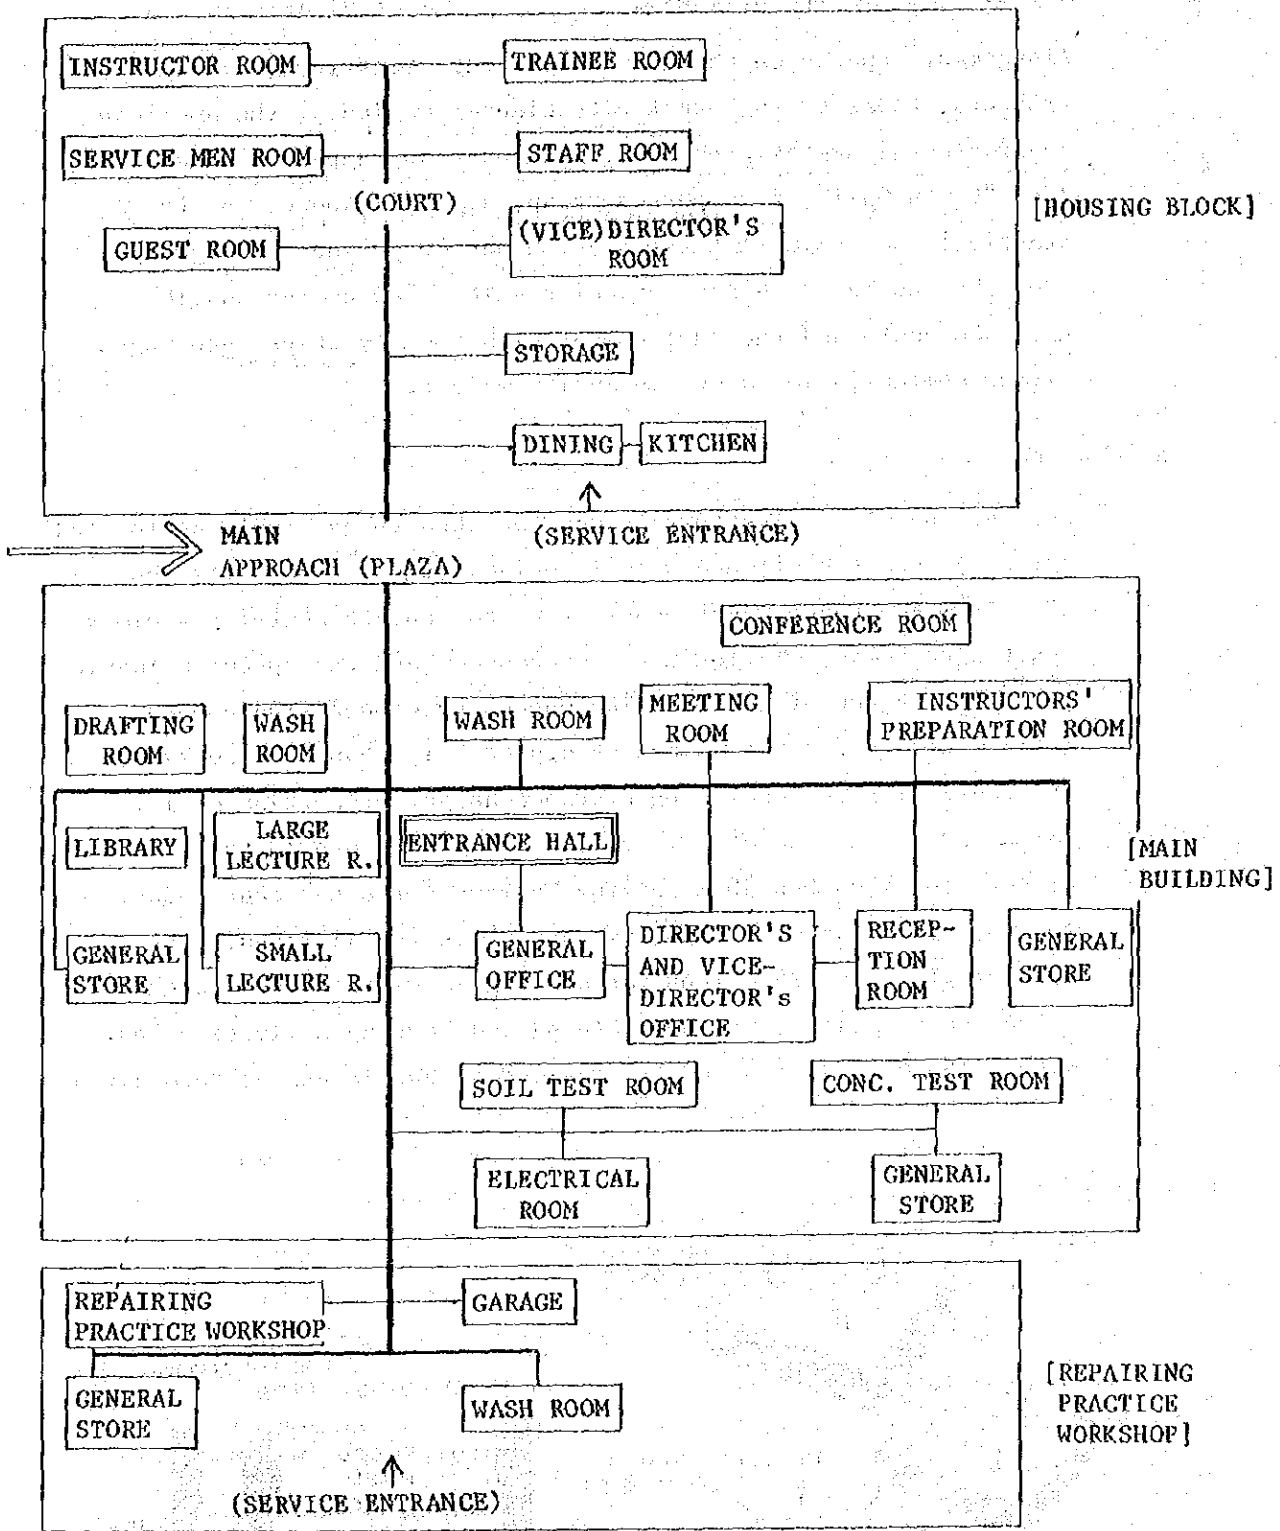 INSTRUCTOR ROOM
TRAINEE ROOM
SERVICE MEN ROOM
STAFF ROOM
(COURT)
GUEST ROOM
(VICE)DIRECTOR'S
ROOM
[HOUSING BLOCK]
STORAGE
DINING
KITCHEN
MAIN
APPROACH (PLAZA)
(SERVICE ENTRANCE)
CONFERENCE ROOM
DRAFTING
ROOM
WASH
ROOM
WASH ROOM
MEETING
ROOM
INSTRUCTORS'
PREPARATION ROOM
LIBRARY
LARGE
LECTURE R.
ENTRANCE HALL
[MAIN
BUILDING]
GENERAL
STORE
SMALL
LECTURE R.
GENERAL
OFFICE
DIRECTOR'S
AND VICE-
DIRECTOR's
OFFICE
RECEP-
TION
ROOM
GENERAL
STORE
SOIL TEST ROOM
CONC. TEST ROOM
ELECTRICAL
ROOM
GENERAL
STORE
REPAIRING
PRACTICE WORKSHOP
GARAGE
GENERAL
STORE
WASH ROOM
[REPAIRING
PRACTICE
WORKSHOP]
(SERVICE ENTRANCE)